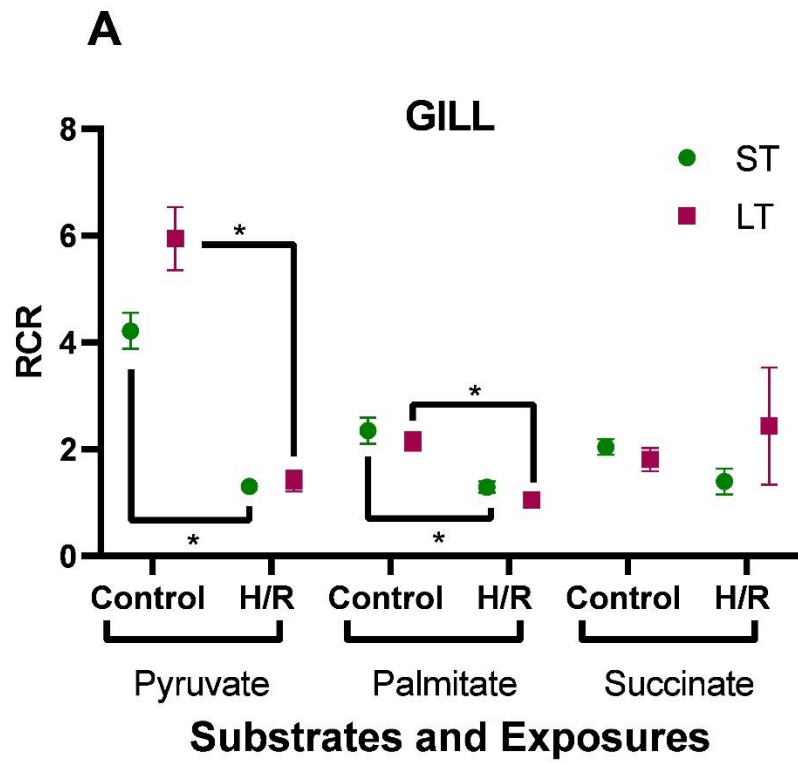 A
GILL
ST
LT
8
6
4
2
0
RCR
*
*
*
*
Control H/R Control H/R Control H/R
Pyruvate Palmitate Succinate
Substrates and Exposures